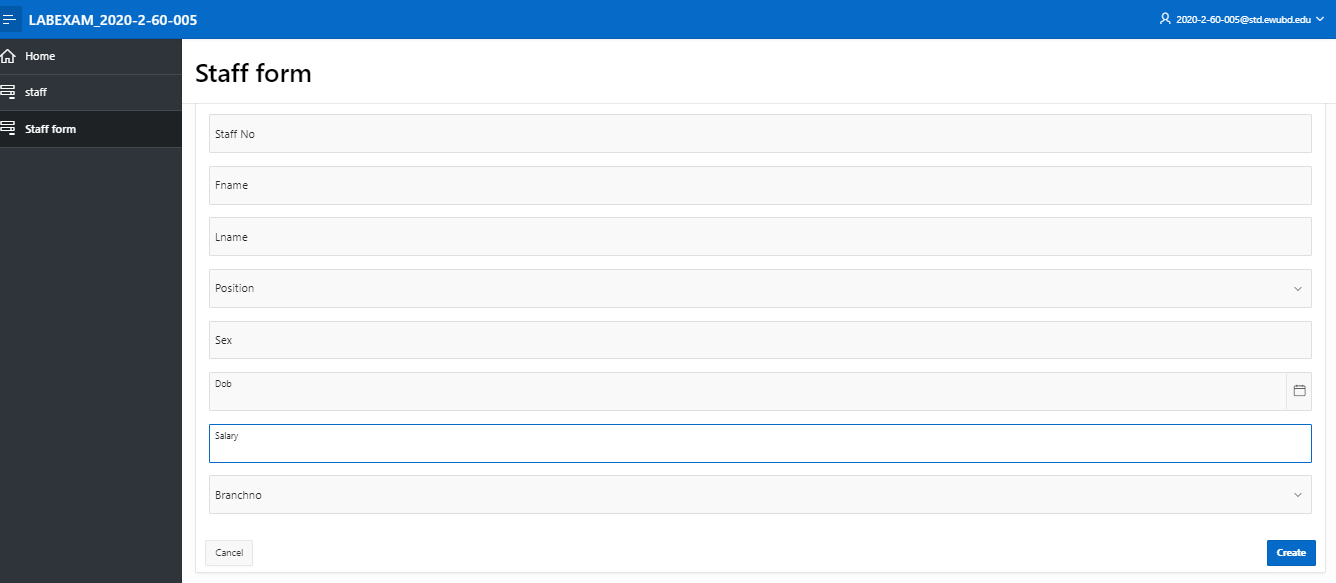 LABEXAM_2020-2-60-005
2020-2-60-005@std.ewubd.edu
Home
staff
Staff form
Staff form
Staff No
Fname
Lname
Position
Sex
Dob
Salary
Branchno
Cancel
Create